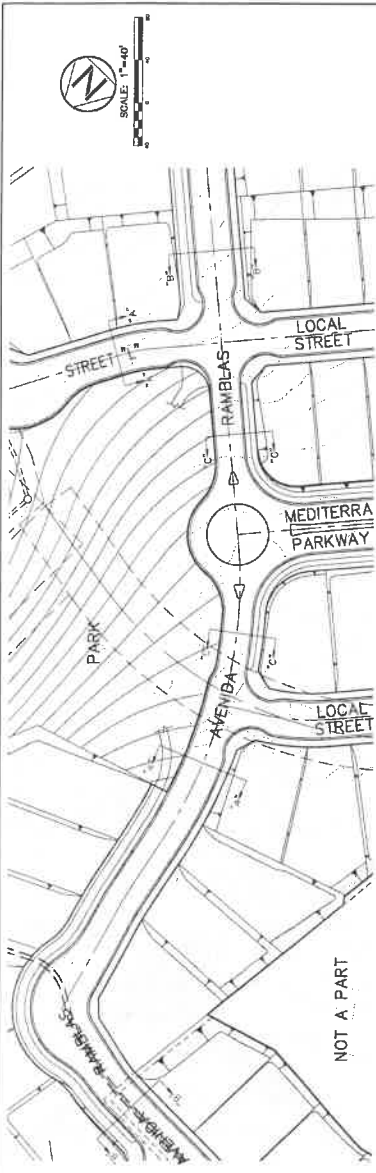 N
SCALE: 1"=40'
"B"
"B"
"A"
STREET "L"
LOCAL
STREET
RAMBLAS
"C"
"C"
MEDITERRA
PARKWAY
PARK
AVENIDA
"C"
LOCAL
STREET
"A"
NOT A PART
AVENIDA RAMBLAS
"B"
"B"